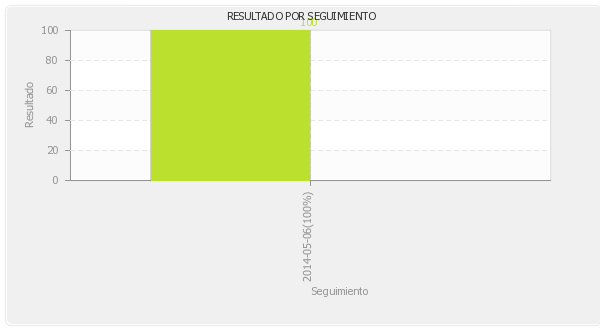 RESULTADO POR SEGUIMIENTO
100
100
80
60
40
20
0
Resultado
2014-05-06(100%)
Seguimiento